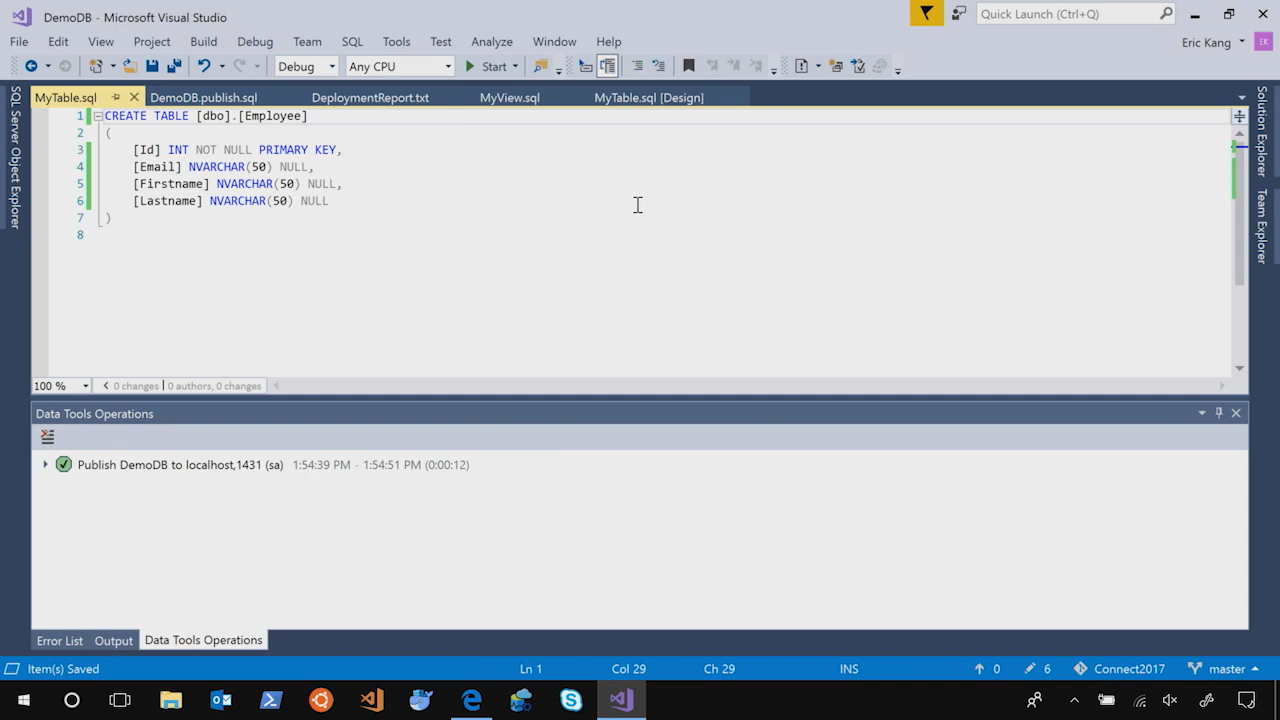 DemoDB - Microsoft Visual Studio
Quick Launch (Ctrl+Q)
File Edit View Project Build Debug Team SQL Tools Test Analyze Window Help
Eric Kang EK
Debug Any CPU Start
MyTable.sql DemoDB.publish.sql DeploymentReport.txt MyView.sql MyTable.sql [Design]
SQL Server Object Explorer
Solution Explorer
Team Explorer
1 CREATE TABLE [dbo].[Employee]
2 (
3 [Id] INT NOT NULL PRIMARY KEY,
4 [Email] NVARCHAR(50) NULL,
5 [Firstname] NVARCHAR(50) NULL,
6 [Lastname] NVARCHAR(50) NULL
7 )
8
100 % 0 changes | 0 authors, 0 changes
Data Tools Operations
Publish DemoDB to localhost,1431 (sa) 1:54:39 PM - 1:54:51 PM (0:00:12)
Error List Output Data Tools Operations
Item(s) Saved Ln 1 Col 29 Ch 29 INS 0 6 Connect2017 master